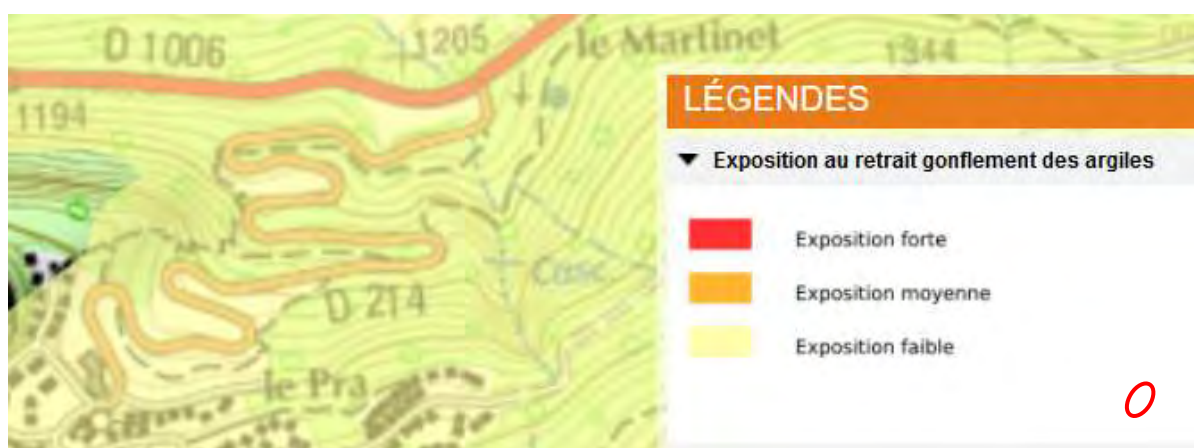 D 1006
1205
le Martinet
1344
1194
D 214
Casc.
le Pra
LÉGENDES
Exposition au retrait gonflement des argiles
Exposition forte
Exposition moyenne
Exposition faible